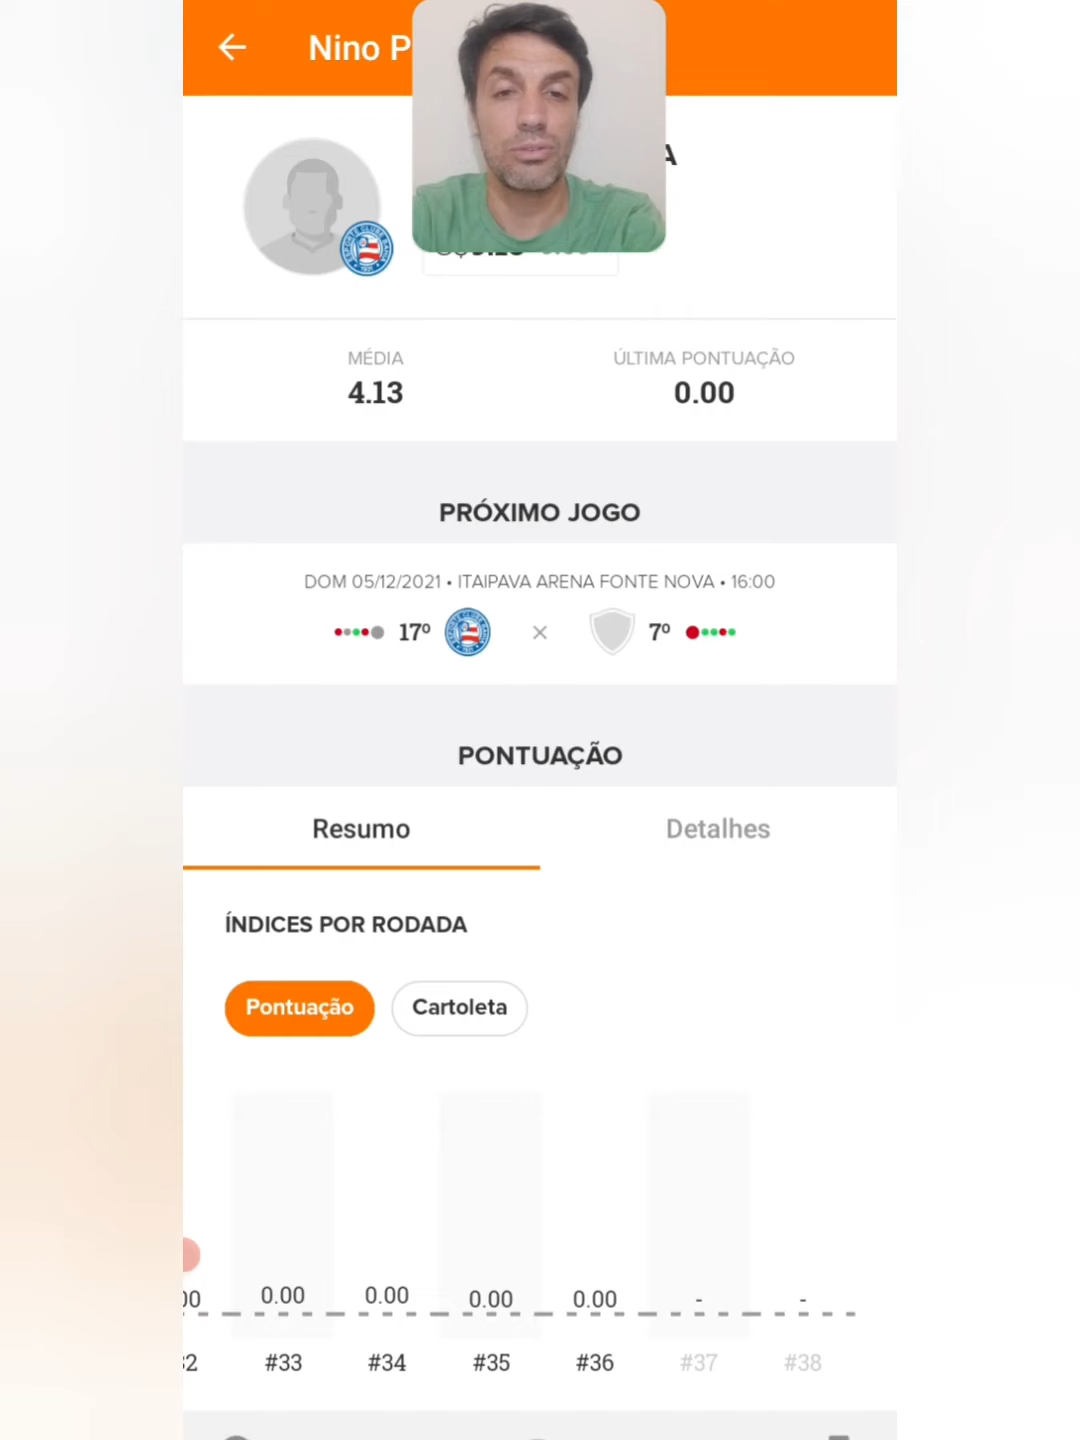 Nino P
A
MÉDIA
ÚLTIMA PONTUAÇÃO
4.13
0.00
PRÓXIMO JOGO
DOM 05/12/2021 • ITAIPAVA ARENA FONTE NOVA • 16:00
17º
×
7º
PONTUAÇÃO
Resumo
Detalhes
ÍNDICES POR RODADA
Pontuação
Cartoleta
00 0.00 0.00 0.00 0.00 - -
#33 #34 #35 #36 #37 #38